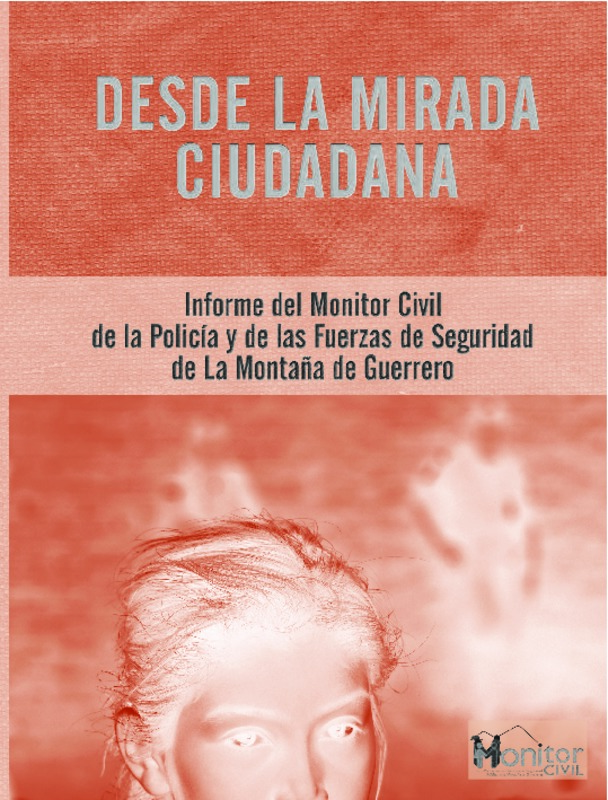 DESDE LA MIRADA
CIUDADANA
Informe del Monitor Civil
de la Policía y de las Fuerzas de Seguridad
de La Montaña de Guerrero
Monitor
CIVIL